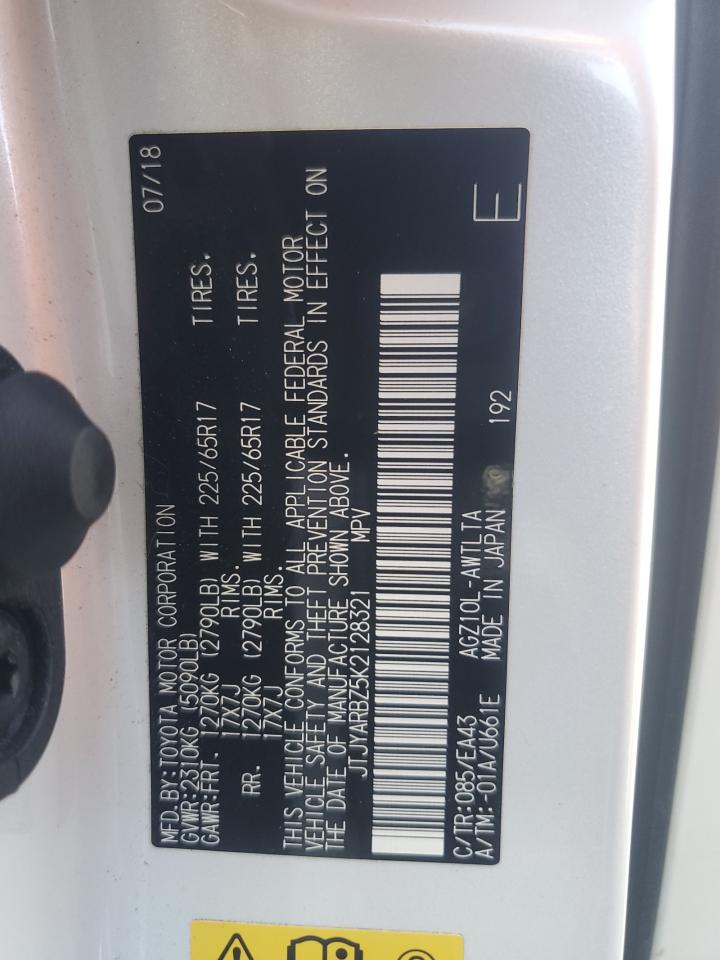 MFD.BY:TOYOTA MOTOR CORPORATION 07/18
GVWR:2310KG (5090LB)
GAWR:FRT. 1270KG (2790LB) WITH 225/65R17 TIRES.
17X7J RIMS.
RR. 1270KG (2790LB) WITH 225/65R17 TIRES.
17X7J RIMS.
THIS VEHICLE CONFORMS TO ALL APPLICABLE FEDERAL MOTOR
VEHICLE SAFETY AND THEFT PREVENTION STANDARDS IN EFFECT ON
THE DATE OF MANUFACTURE SHOWN ABOVE.
JTJYARBZ5K2128321 MPV
C/TR:085/EA43 AGZ10L-AWTLTA
A/TM:-01A/U661E MADE IN JAPAN 192 E